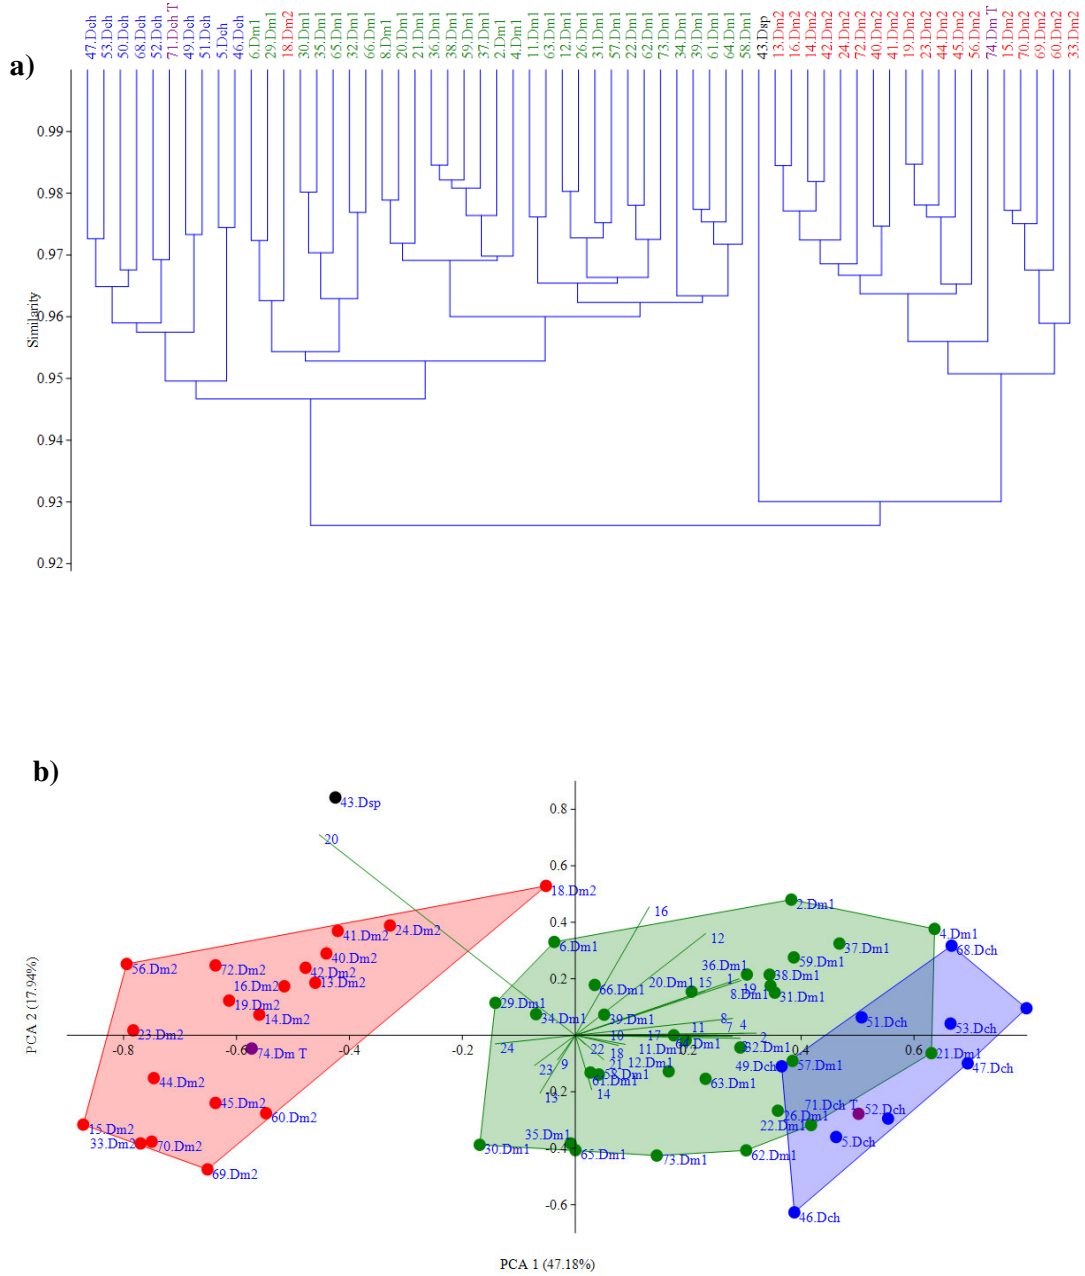 a)
47.Dch
53.Dch
50.Dch
68.Dch
52.Dch
71.Dch T
49.Dch
51.Dch
5.Dch
46.Dch
6.Dm1
29.Dm1
18.Dm2
30.Dm1
35.Dm1
65.Dm1
32.Dm1
66.Dm1
8.Dm1
20.Dm1
21.Dm1
36.Dm1
38.Dm1
59.Dm1
37.Dm1
2.Dm1
4.Dm1
11.Dm1
63.Dm1
12.Dm1
26.Dm1
31.Dm1
57.Dm1
22.Dm1
62.Dm1
73.Dm1
34.Dm1
39.Dm1
61.Dm1
64.Dm1
58.Dm1
43.Dsp
13.Dm2
16.Dm2
14.Dm2
42.Dm2
24.Dm2
72.Dm2
40.Dm2
41.Dm2
19.Dm2
23.Dm2
44.Dm2
45.Dm2
56.Dm2
74.Dm T
15.Dm2
70.Dm2
69.Dm2
60.Dm2
33.Dm2
0.99
0.98
0.97
0.96
0.95
0.94
0.93
0.92
Similarity
b)
43.Dsp
0.8
20
0.6
18.Dm2
16
2.Dm1
0.4
41.Dm2
24.Dm2
12
4.Dm1
6.Dm1
37.Dm1
68.Dch
40.Dm2
59.Dm1
56.Dm2
72.Dm2
42.Dm2
36.Dm1
38.Dm1
0.2
16.Dm2
13.Dm2
66.Dm1
20.Dm1
15
1
19
8.Dm1
31.Dm1
19.Dm2
29.Dm1
14.Dm2
34.Dm1
39.Dm1
8
51.Dch
53.Dch
23.Dm2
10
17
11
7
4
2
-0.8
-0.6
-0.4
-0.2
0.2
0.4
0.6
74.Dm T
24
22
18
11.Dm1
32.Dm1
21.Dm1
9
21
12.Dm1
49.Dch
57.Dm1
47.Dch
44.Dm2
23
61.Dm1
58.Dm1
63.Dm1
14
45.Dm2
-0.2
71.Dch T
52.Dch
60.Dm2
26.Dm1
15.Dm2
22.Dm1
33.Dm2
70.Dm2
35.Dm1
5.Dch
30.Dm1
-0.4
65.Dm1
73.Dm1
62.Dm1
69.Dm2
-0.6
46.Dch
PCA 2 (17.94%)
PCA 1 (47.18%)